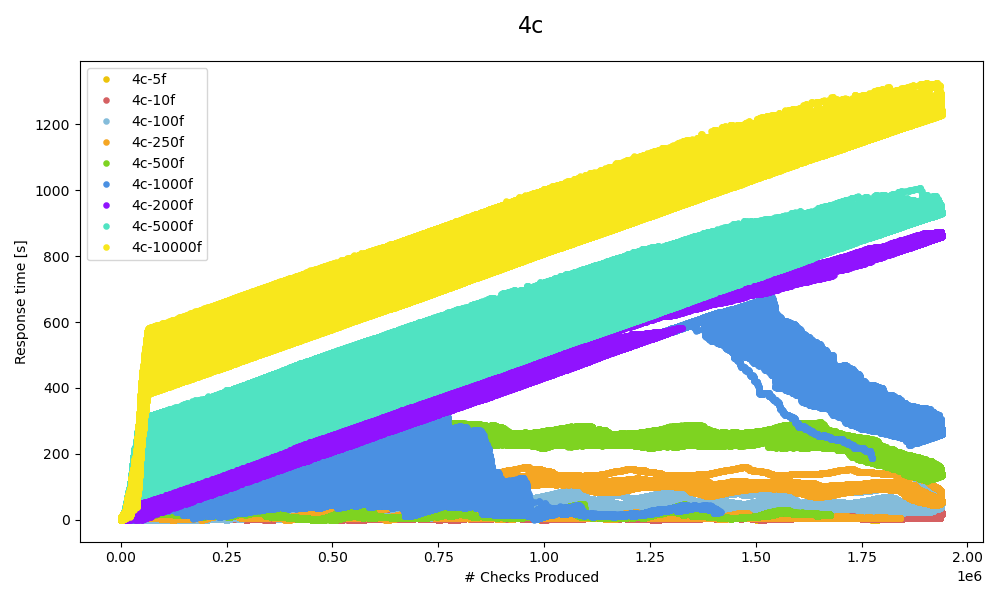 4c
4c-5f
4c-10f
4c-100f
4c-250f
4c-500f
4c-1000f
4c-2000f
4c-5000f
4c-10000f
Response time [s]
1200
1000
800
600
400
200
0
0.00 0.25 0.50 0.75 1.00 1.25 1.50 1.75 2.00
1e6
# Checks Produced